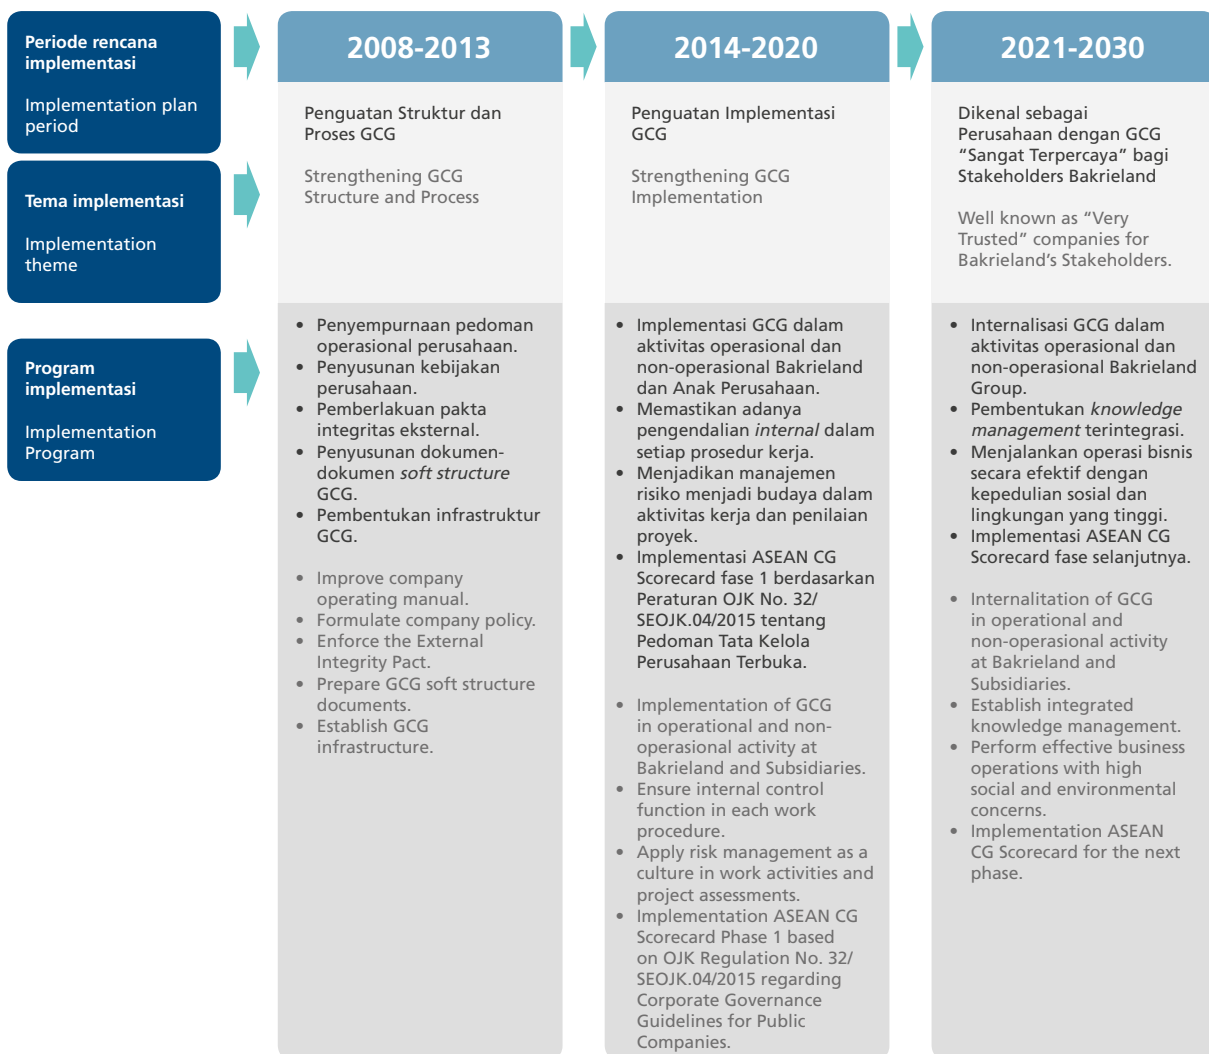 Periode rencana
implementasi
Implementation plan
period
Tema implementasi
Implementation
theme
Program
implementasi
Implementation
Program
2008-2013
Penguatan Struktur dan
Proses GCG
Strengthening GCG
Structure and Process
• Penyempurnaan pedoman
operasional perusahaan.
• Penyusunan kebijakan
perusahaan.
• Pemberlakuan pakta
integritas eksternal.
• Penyusunan dokumen-
dokumen soft structure
GCG.
• Pembentukan infrastruktur
GCG.
• Improve company
operating manual.
• Formulate company policy.
• Enforce the External
Integrity Pact.
• Prepare GCG soft structure
documents.
• Establish GCG
infrastructure.
2014-2020
Penguatan Implementasi
GCG
Strengthening GCG
Implementation
• Implementasi GCG dalam
aktivitas operasional dan
non-operasional Bakrieland
dan Anak Perusahaan.
• Memastikan adanya
pengendalian internal dalam
setiap prosedur kerja.
• Menjadikan manajemen
risiko menjadi budaya dalam
aktivitas kerja dan penilaian
proyek.
• Implementasi ASEAN CG
Scorecard fase 1 berdasarkan
Peraturan OJK No. 32/
SEOJK.04/2015 tentang
Pedoman Tata Kelola
Perusahaan Terbuka.
• Implementation of GCG
in operational and non-
operasional activity at
Bakrieland and Subsidiaries.
• Ensure internal control
function in each work
procedure.
• Apply risk management as a
culture in work activities and
project assessments.
• Implementation ASEAN CG
Scorecard Phase 1 based
on OJK Regulation No. 32/
SEOJK.04/2015 regarding
Corporate Governance
Guidelines for Public
Companies.
2021-2030
Dikenal sebagai
Perusahaan dengan GCG
“Sangat Terpercaya” bagi
Stakeholders Bakrieland
Well known as “Very
Trusted” companies for
Bakrieland’s Stakeholders.
• Internalisasi GCG dalam
aktivitas operasional dan
non-operasional Bakrieland
Group.
• Pembentukan knowledge
management terintegrasi.
• Menjalankan operasi bisnis
secara efektif dengan
kepedulian sosial dan
lingkungan yang tinggi.
• Implementasi ASEAN CG
Scorecard fase selanjutnya.
• Internalitation of GCG
in operational and
non-operasional activity
at Bakrieland and
Subsidiaries.
• Establish integrated
knowledge management.
• Perform effective business
operations with high
social and environmental
concerns.
• Implementation ASEAN
CG Scorecard for the next
phase.